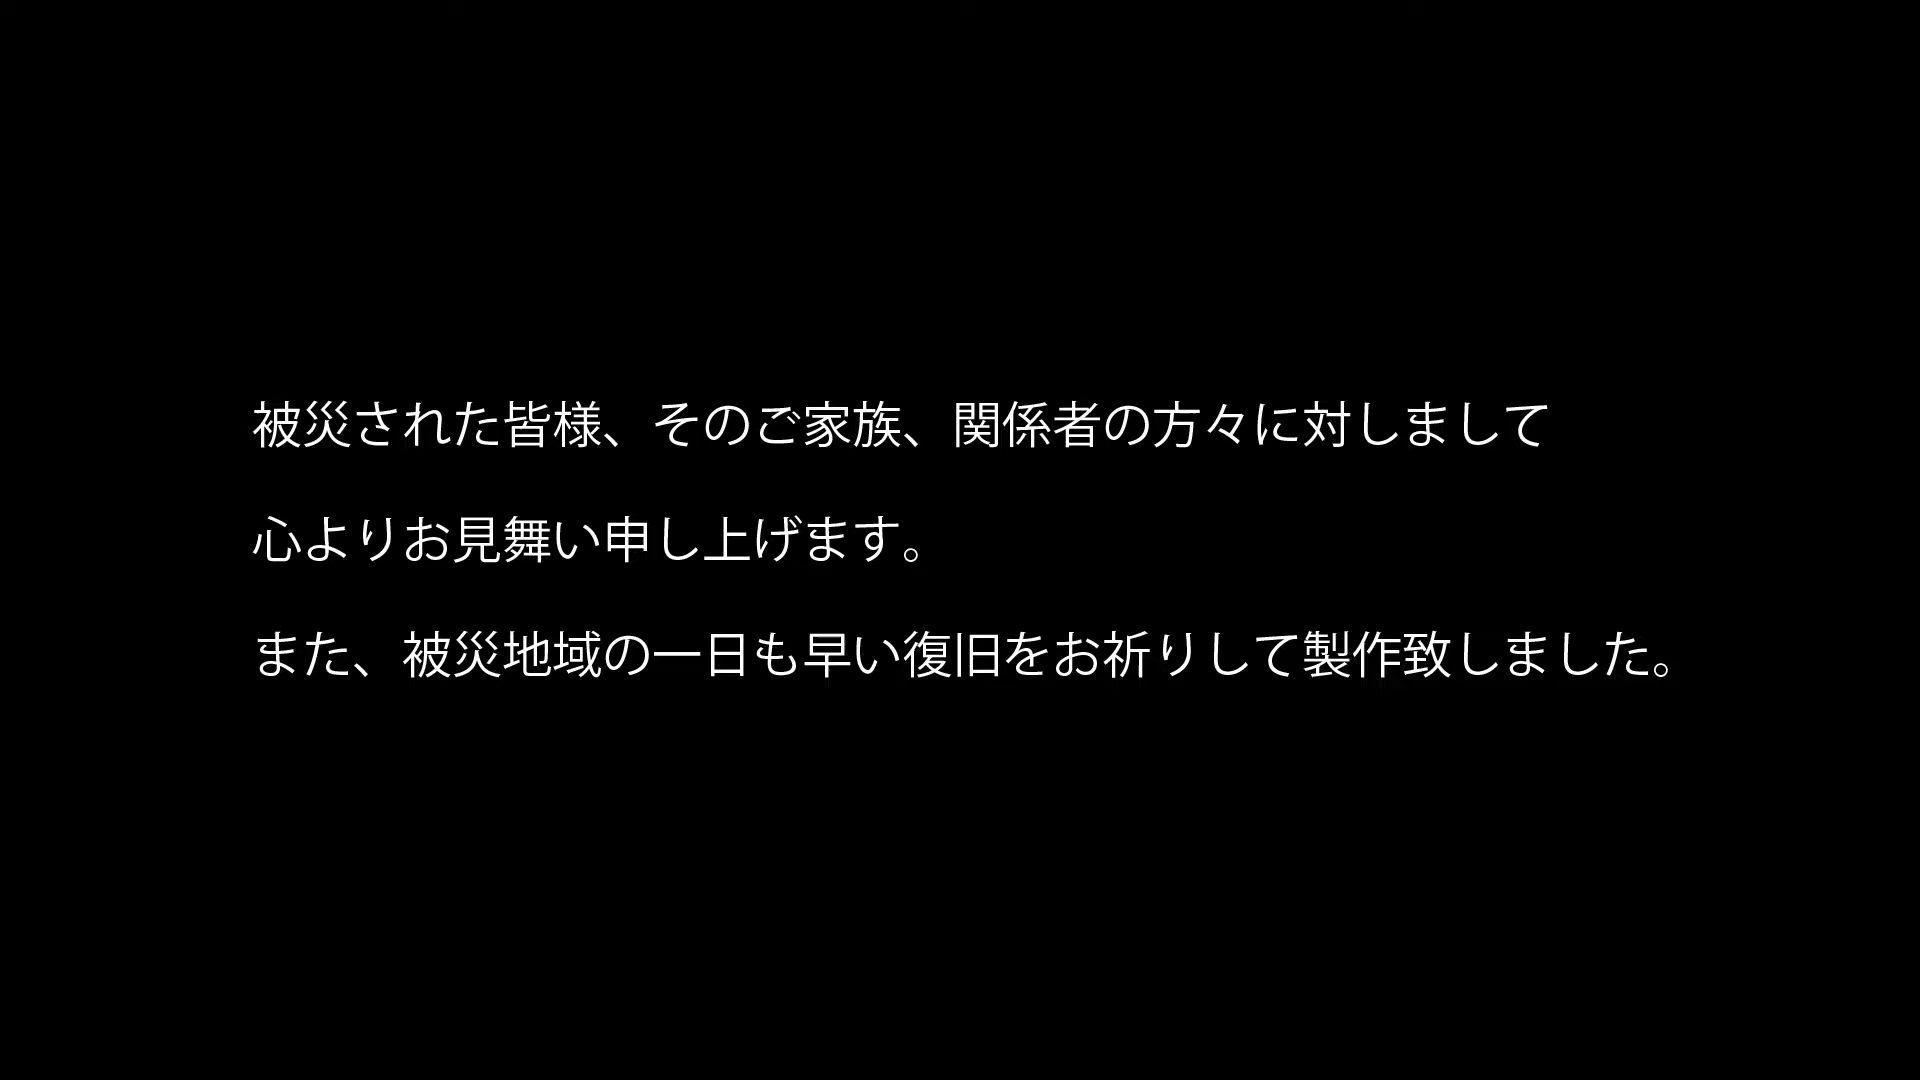 被災された皆様、そのご家族、関係者の方々に対しまして
心よりお見舞い申し上げます。
また、被災地域の一日も早い復旧をお祈りして製作致しました。